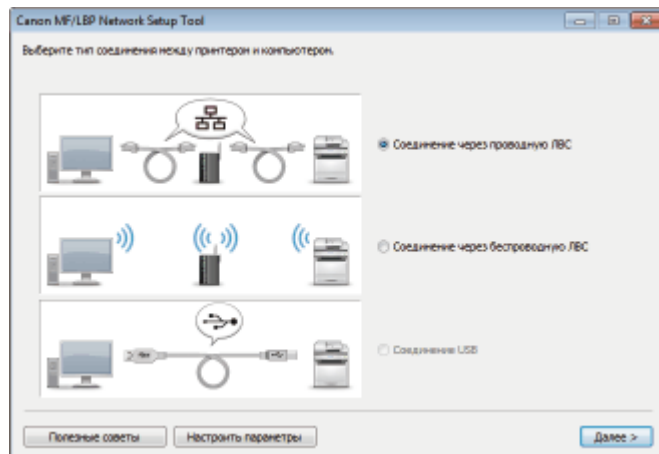 Canon MF/LBP Network Setup Tool
Выберите тип соединения между принтером и компьютером.
Соединение через проводную ЛВС
Соединение через беспроводную ЛВС
Соединение USB
Полезные советы
Настроить параметры
Далее >